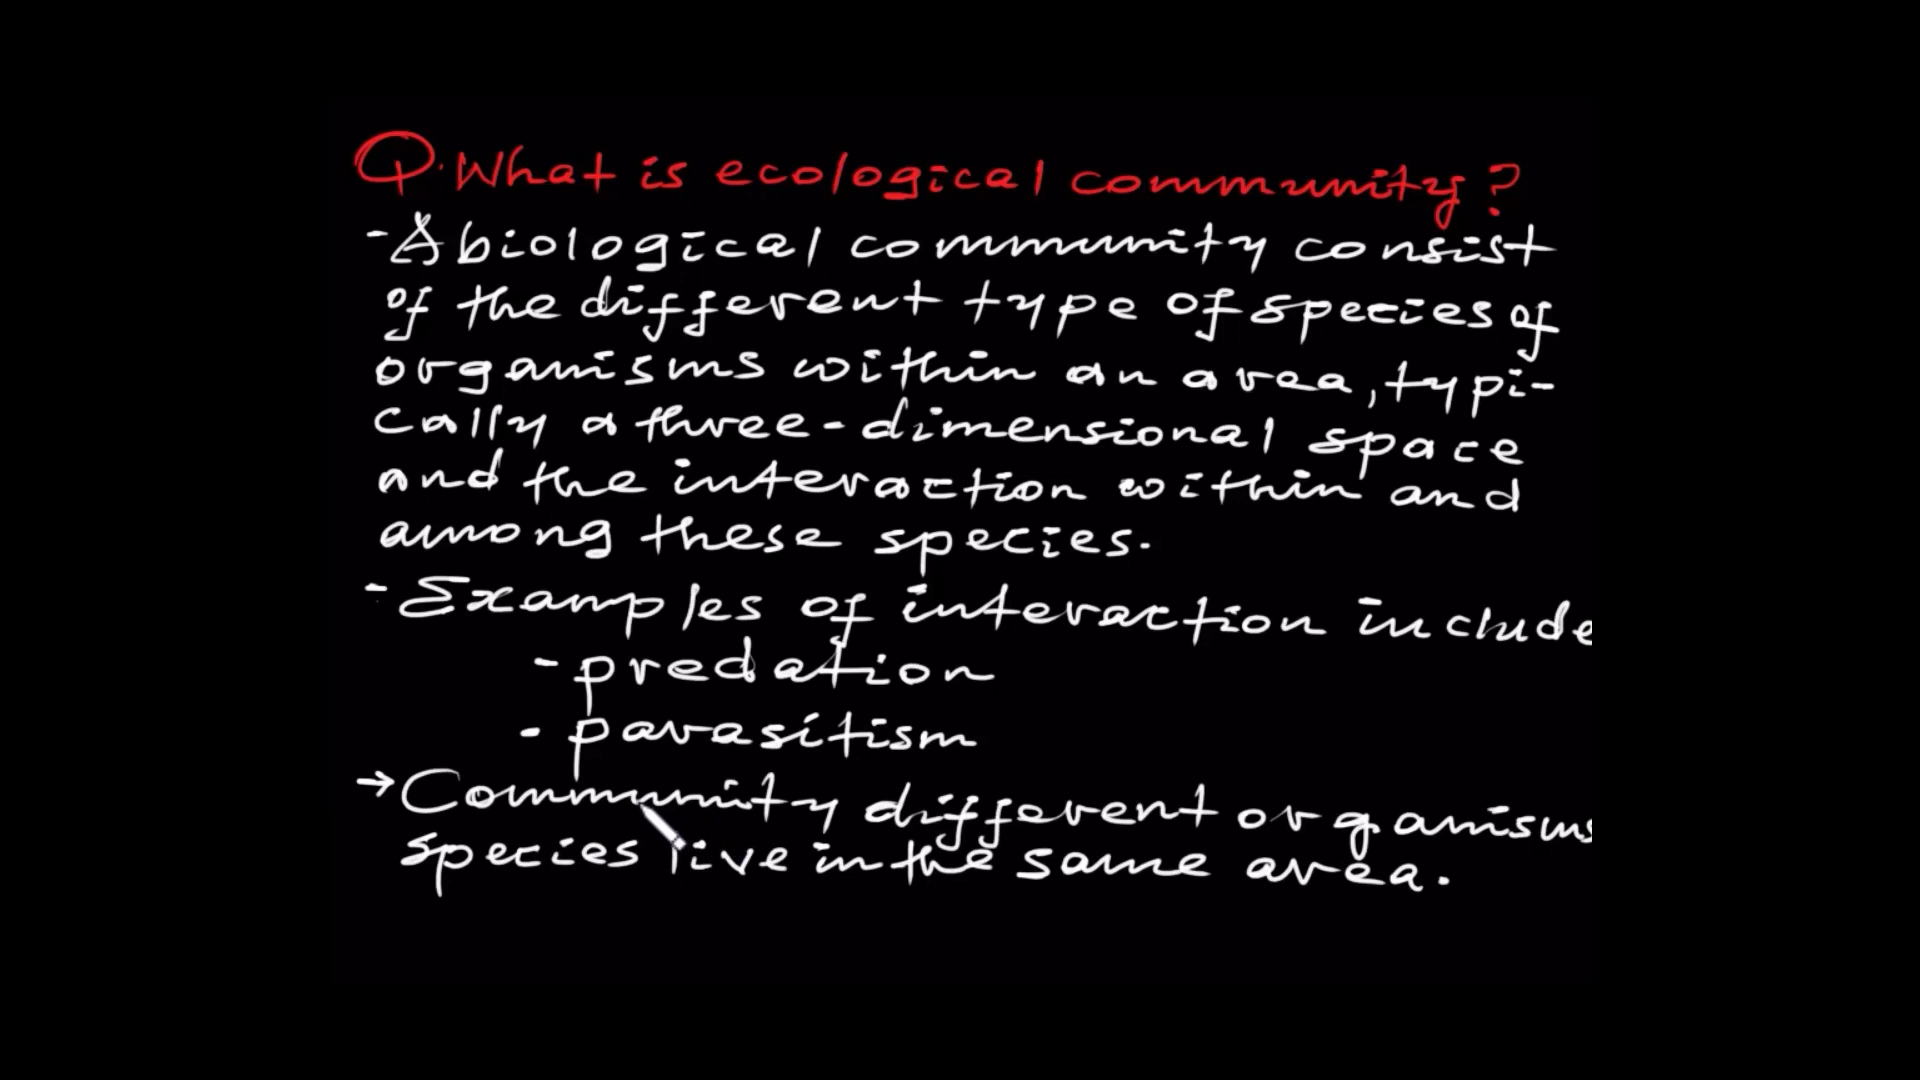 Q. What is ecological community?
- A biological community consist
of the different type of species of
organisms within an area, typi-
cally a three-dimensional space
and the interaction within and
among these species.
- Examples of interaction include
- predation
- parasitism
→ Community different organisms
species live in the same area.